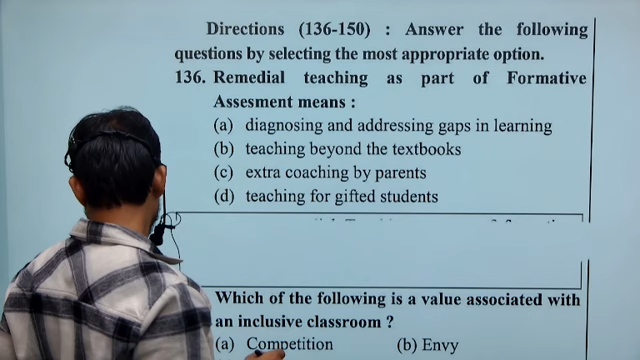 Directions (136-150) : Answer the following
questions by selecting the most appropriate option.
136. Remedial teaching as part of Formative
Assesment means :
(a) diagnosing and addressing gaps in learning
(b) teaching beyond the textbooks
(c) extra coaching by parents
(d) teaching for gifted students
Which of the following is a value associated with
an inclusive classroom ?
(a) Competition (b) Envy